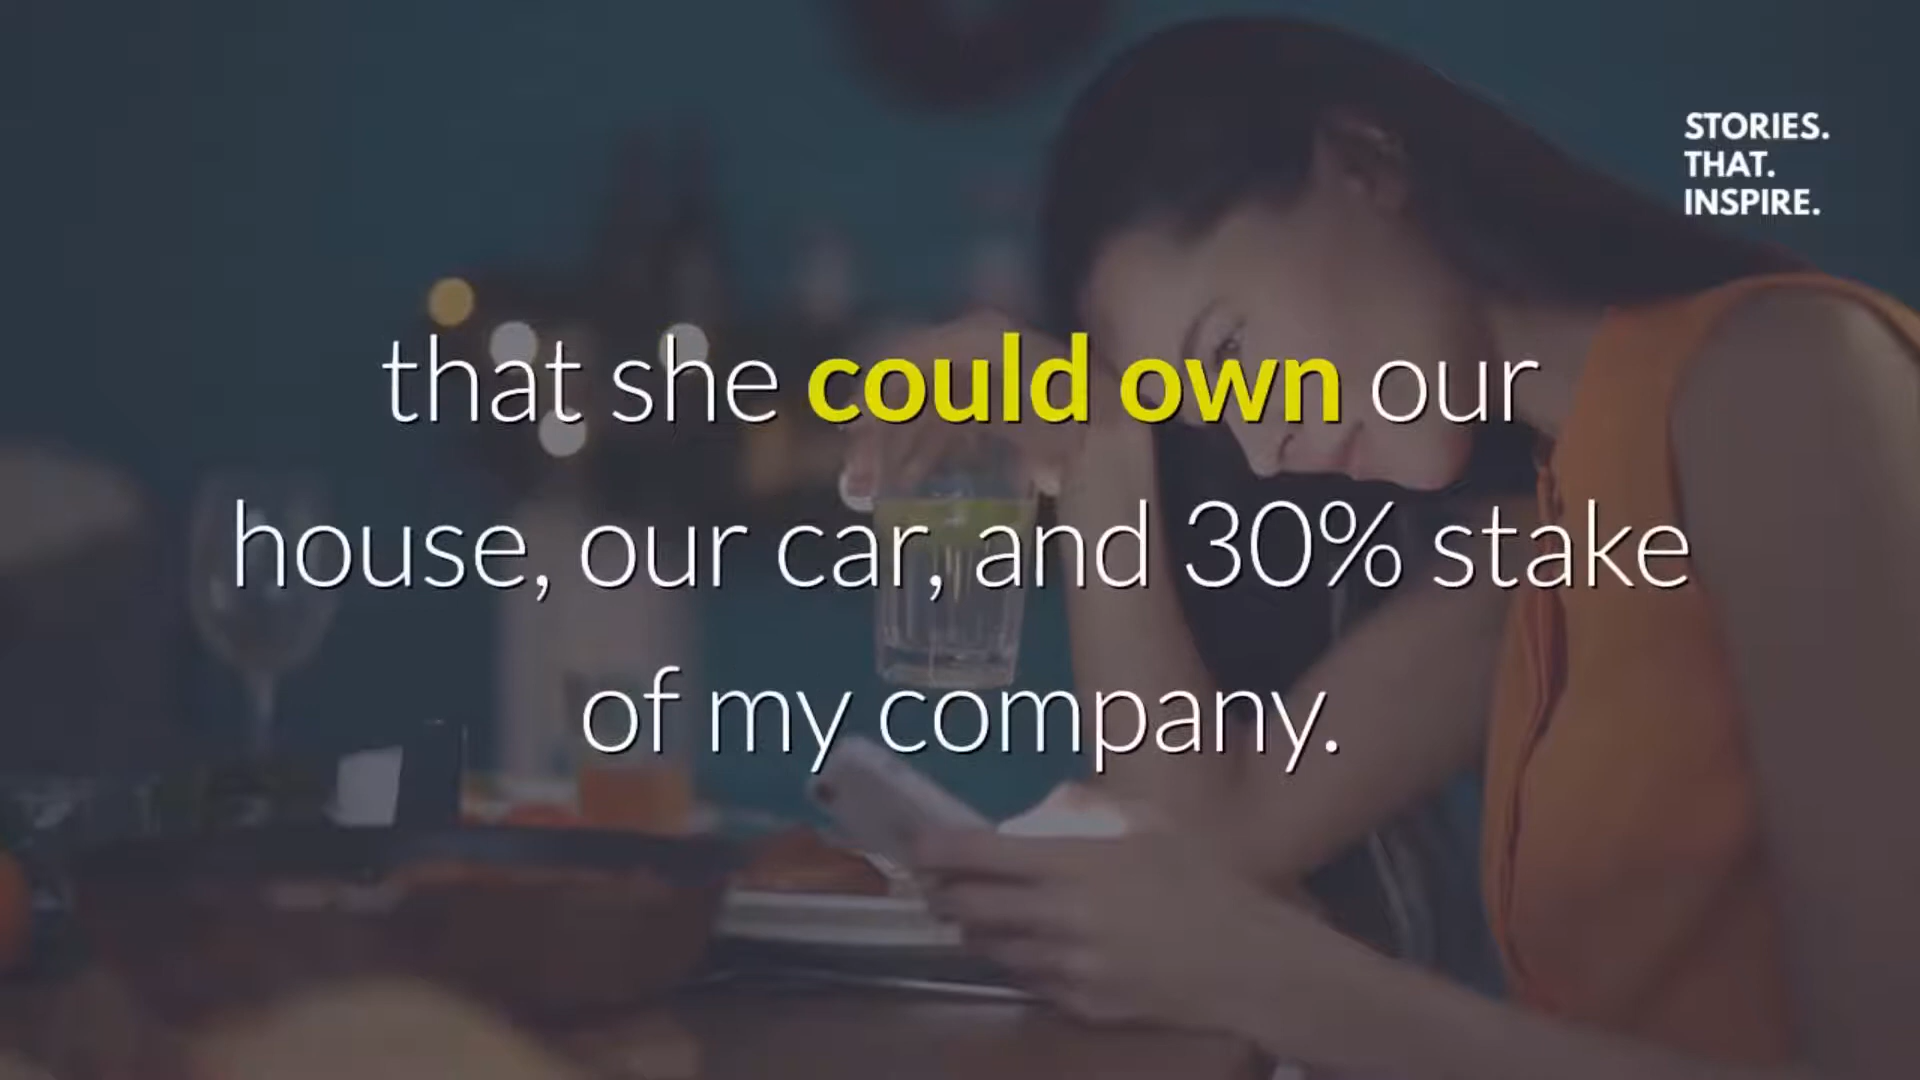 STORIES.
THAT.
INSPIRE.
that she could own our
house, our car, and 30% stake
of my company.